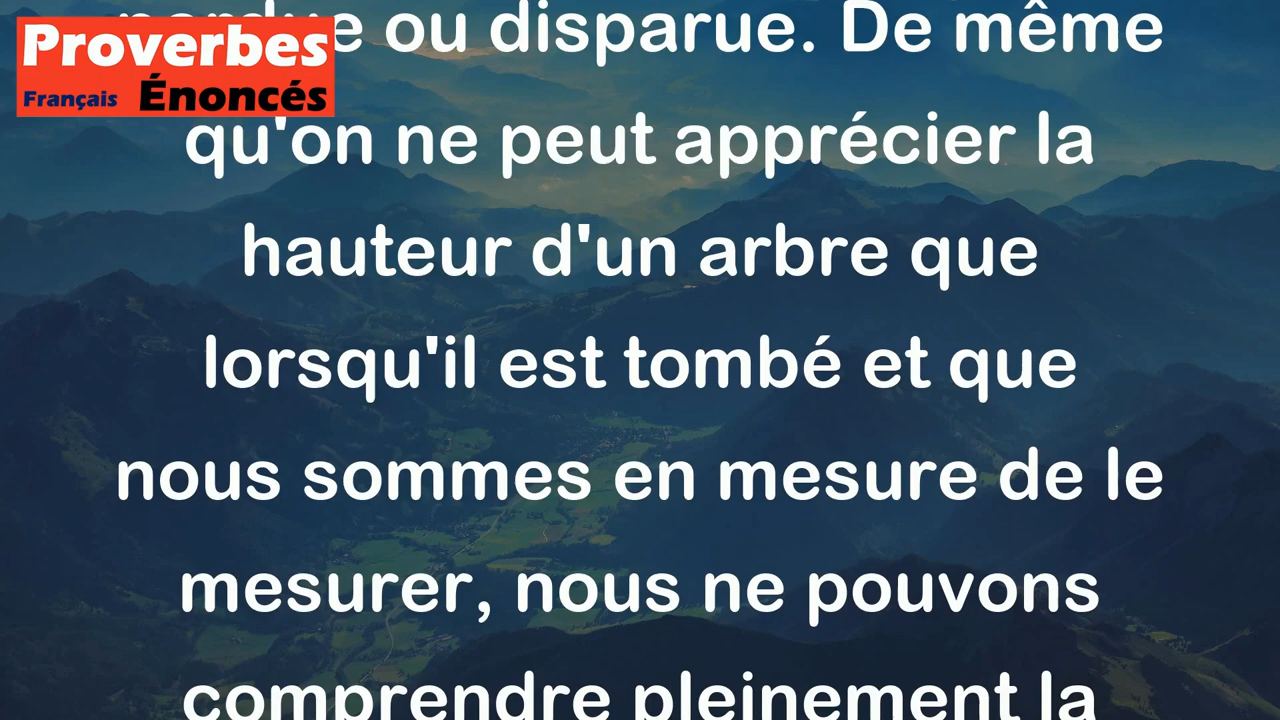 Proverbes
Français Énoncés
ou disparue. De même
qu'on ne peut apprécier la
hauteur d'un arbre que
lorsqu'il est tombé et que
nous sommes en mesure de le
mesurer, nous ne pouvons
comprendre pleinement la